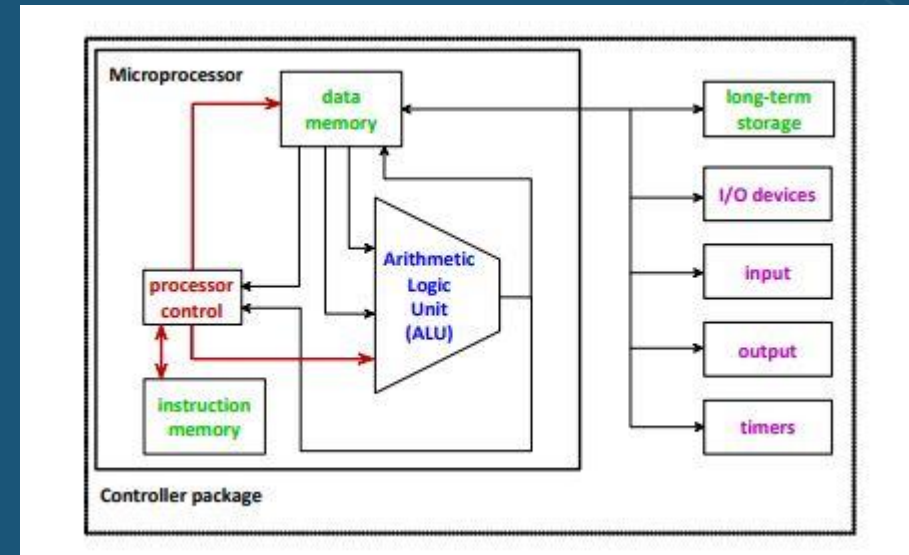 Microprocessor
data
memory
long-term
storage
I/O devices
Arithmetic
Logic
Unit
(ALU)
input
processor
control
output
instruction
memory
timers
Controller package